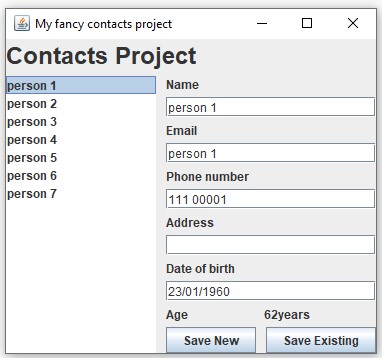 My fancy contacts project
Contacts Project
person 1
person 2
person 3
person 4
person 5
person 6
person 7
Name
person 1
Email
person 1
Phone number
111 00001
Address
Date of birth
23/01/1960
Age 62years
Save New Save Existing